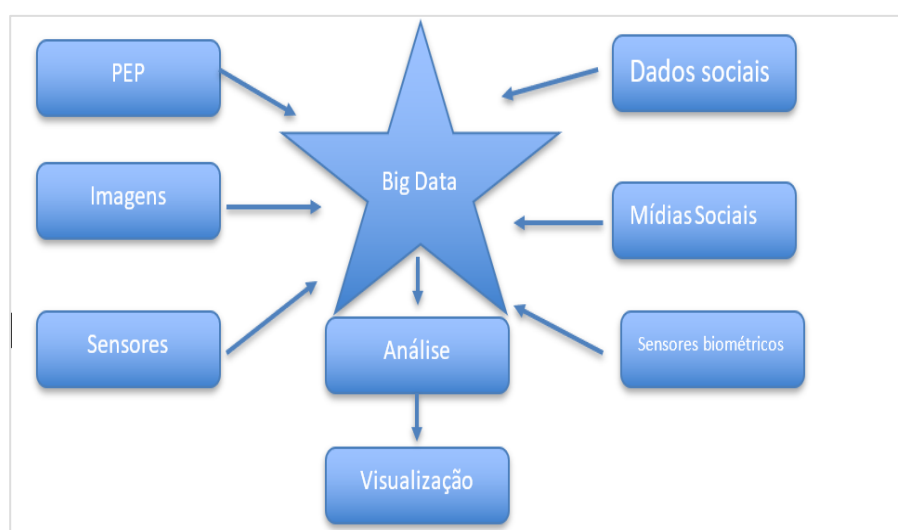 PEP
Dados sociais
Big Data
Imagens
Mídias Sociais
Sensores
Análise
Sensores biométricos
Visualização